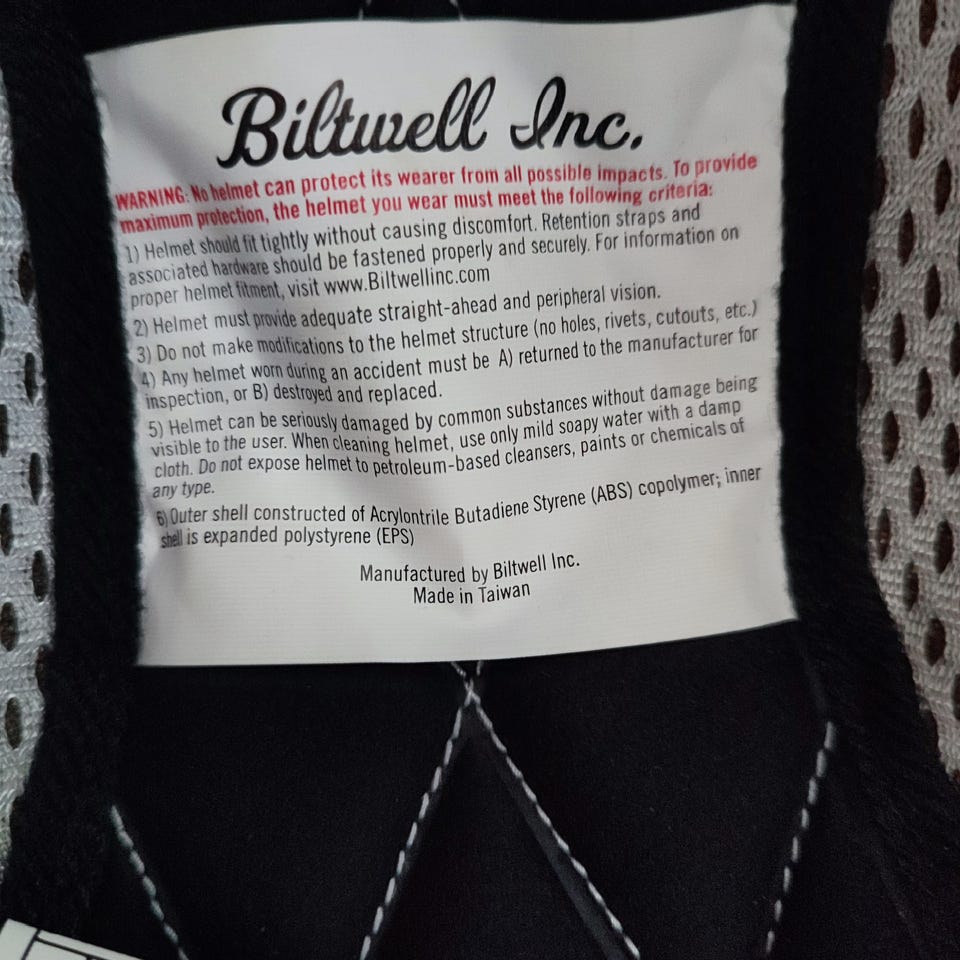 Biltwell Inc.
WARNING: No helmet can protect its wearer from all possible impacts. To provide
maximum protection, the helmet you wear must meet the following criteria:
1) Helmet should fit tightly without causing discomfort. Retention straps and
associated hardware should be fastened properly and securely. For information on
proper helmet fitment, visit www.Biltwellinc.com
2) Helmet must provide adequate straight-ahead and peripheral vision.
3) Do not make modifications to the helmet structure (no holes, rivets, cutouts, etc.)
4) Any helmet worn during an accident must be A) returned to the manufacturer for
inspection, or B) destroyed and replaced.
5) Helmet can be seriously damaged by common substances without damage being
visible to the user. When cleaning helmet, use only mild soapy water with a damp
cloth. Do not expose helmet to petroleum-based cleansers, paints or chemicals of
any type.
6) Outer shell constructed of Acrylontrile Butadiene Styrene (ABS) copolymer; inner
shell is expanded polystyrene (EPS)
Manufactured by Biltwell Inc.
Made in Taiwan